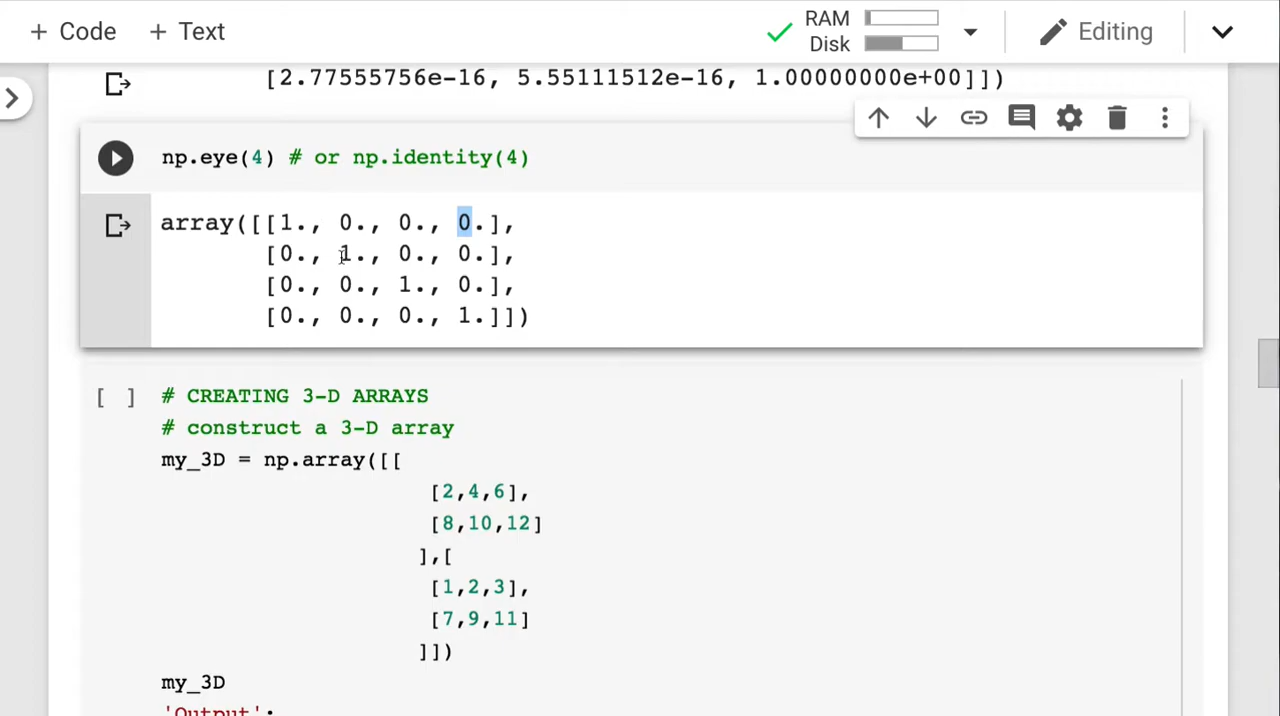 + Code + Text RAM Disk Editing
[2.77555756e-16, 5.55111512e-16, 1.00000000e+00]])
np.eye(4) # or np.identity(4)
array([[1., 0., 0., 0.],
[0., 1., 0., 0.],
[0., 0., 1., 0.],
[0., 0., 0., 1.]])
[ ] # CREATING 3-D ARRAYS
# construct a 3-D array
my_3D = np.array([[
[2,4,6],
[8,10,12]
],[
[1,2,3],
[7,9,11]
]])
my_3D
'Output':